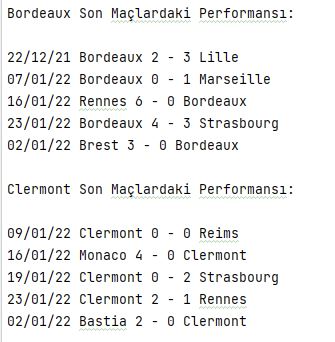 Bordeaux Son Maçlardaki Performansı:
22/12/21 Bordeaux 2 - 3 Lille
07/01/22 Bordeaux 0 - 1 Marseille
16/01/22 Rennes 6 - 0 Bordeaux
23/01/22 Bordeaux 4 - 3 Strasbourg
02/01/22 Brest 3 - 0 Bordeaux
Clermont Son Maçlardaki Performansı:
09/01/22 Clermont 0 - 0 Reims
16/01/22 Monaco 4 - 0 Clermont
19/01/22 Clermont 0 - 2 Strasbourg
23/01/22 Clermont 2 - 1 Rennes
02/01/22 Bastia 2 - 0 Clermont